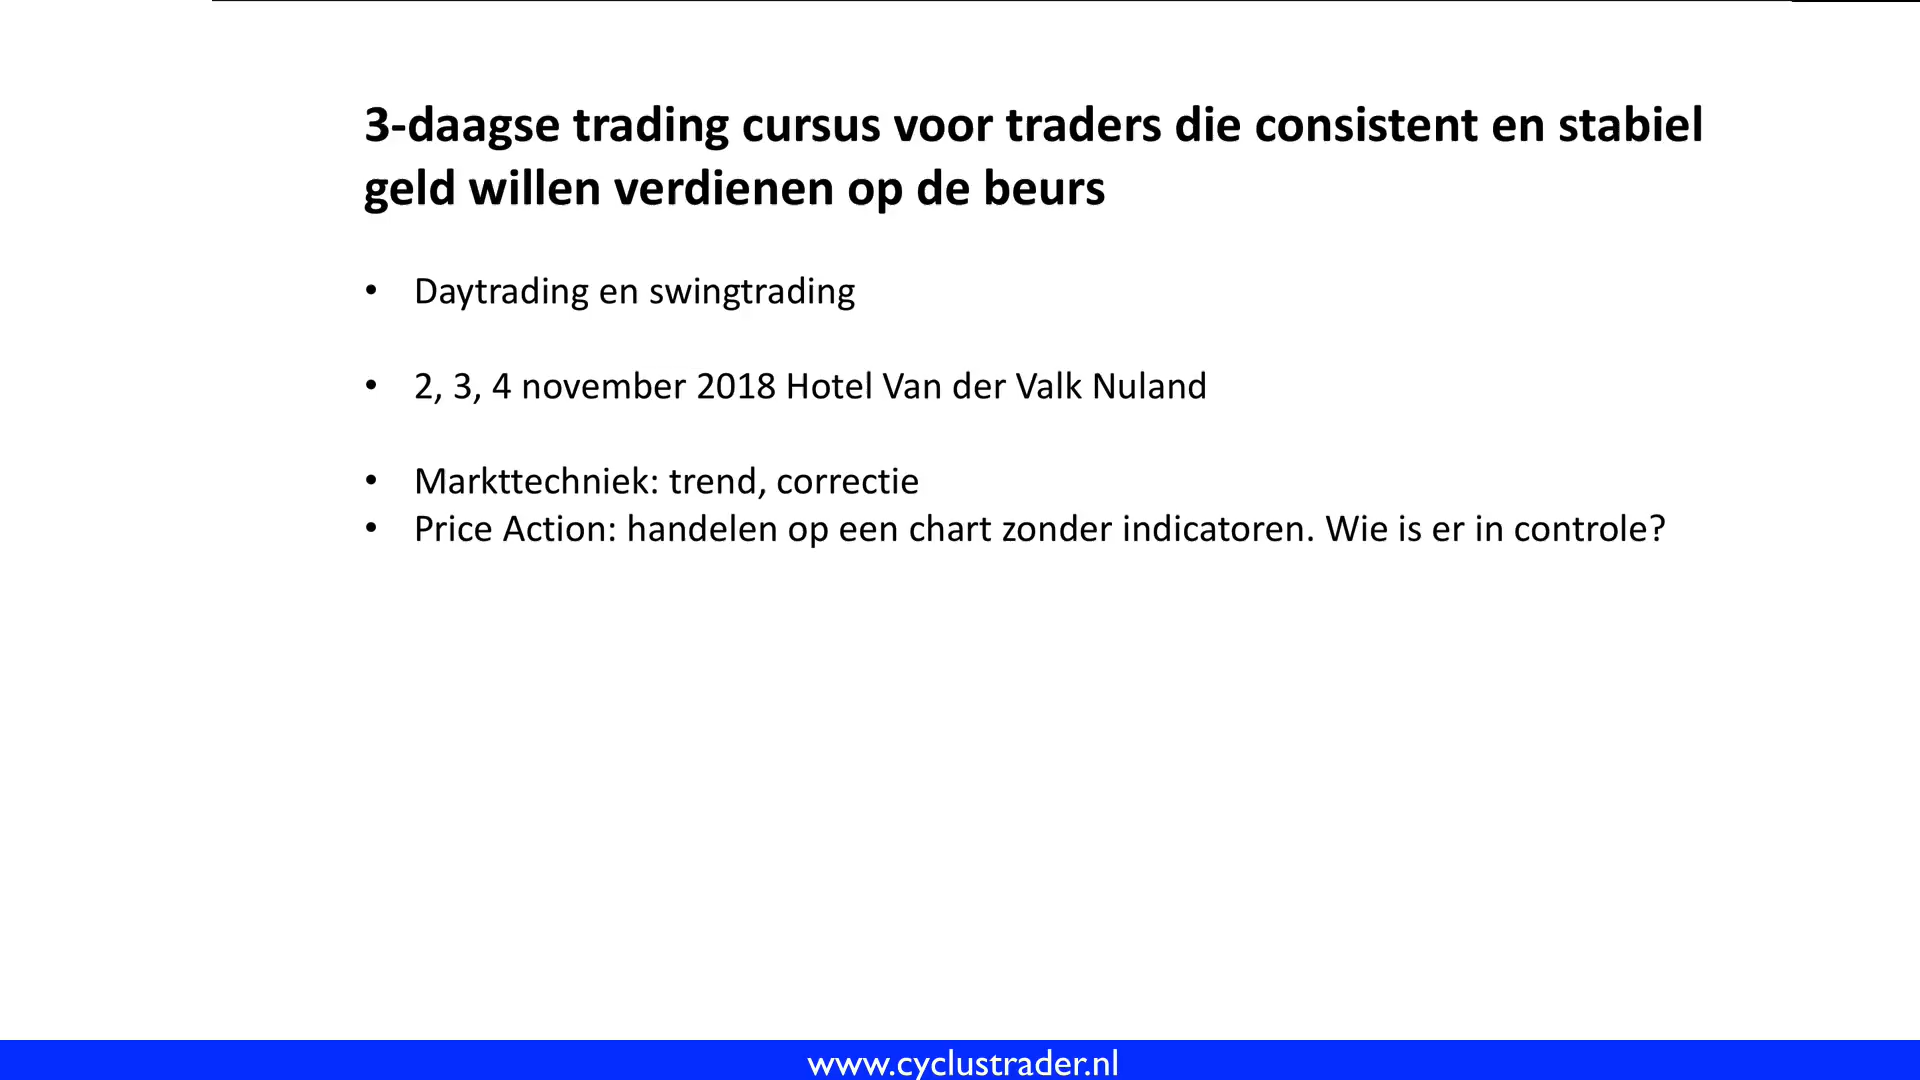 3-daagse trading cursus voor traders die consistent en stabiel
geld willen verdienen op de beurs
• Daytrading en swingtrading
• 2, 3, 4 november 2018 Hotel Van der Valk Nuland
• Markttechniek: trend, correctie
• Price Action: handelen op een chart zonder indicatoren. Wie is er in controle?
www.cyclustrader.nl